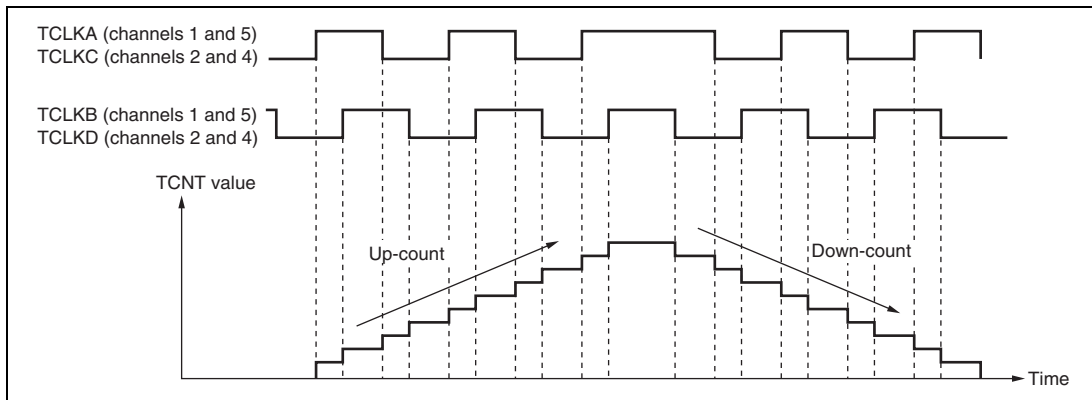 TCLKA (channels 1 and 5)
TCLKC (channels 2 and 4)
TCLKB (channels 1 and 5)
TCLKD (channels 2 and 4)
TCNT value
Up-count
Down-count
Time